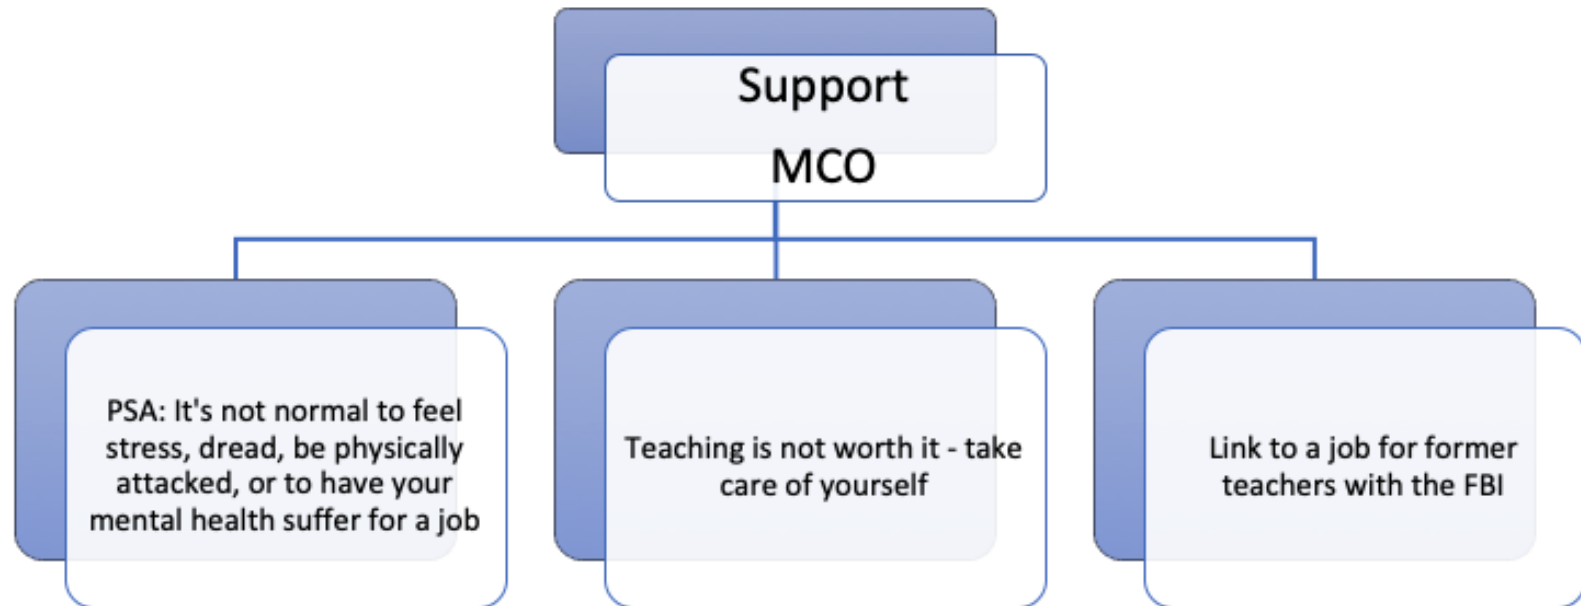 Support
MCO
PSA: It's not normal to feel
stress, dread, be physically
attacked, or to have your
mental health suffer for a job
Teaching is not worth it - take
care of yourself
Link to a job for former
teachers with the FBI